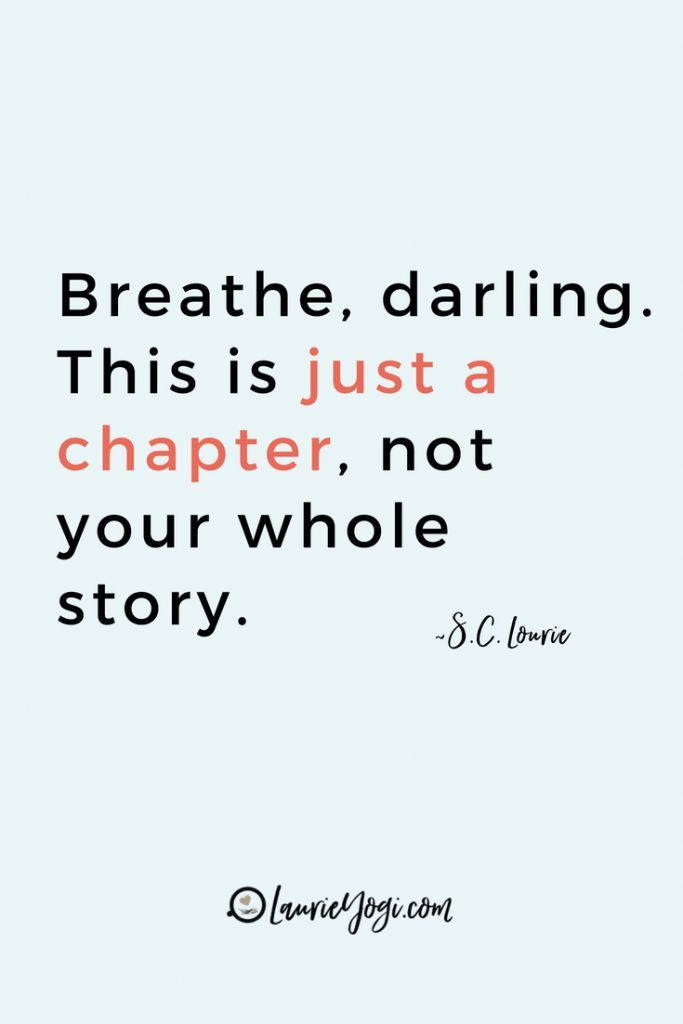 Breathe, darling.
This is just a
chapter, not
your whole
story.
~S.C. Lourie
LaurieYogi.com